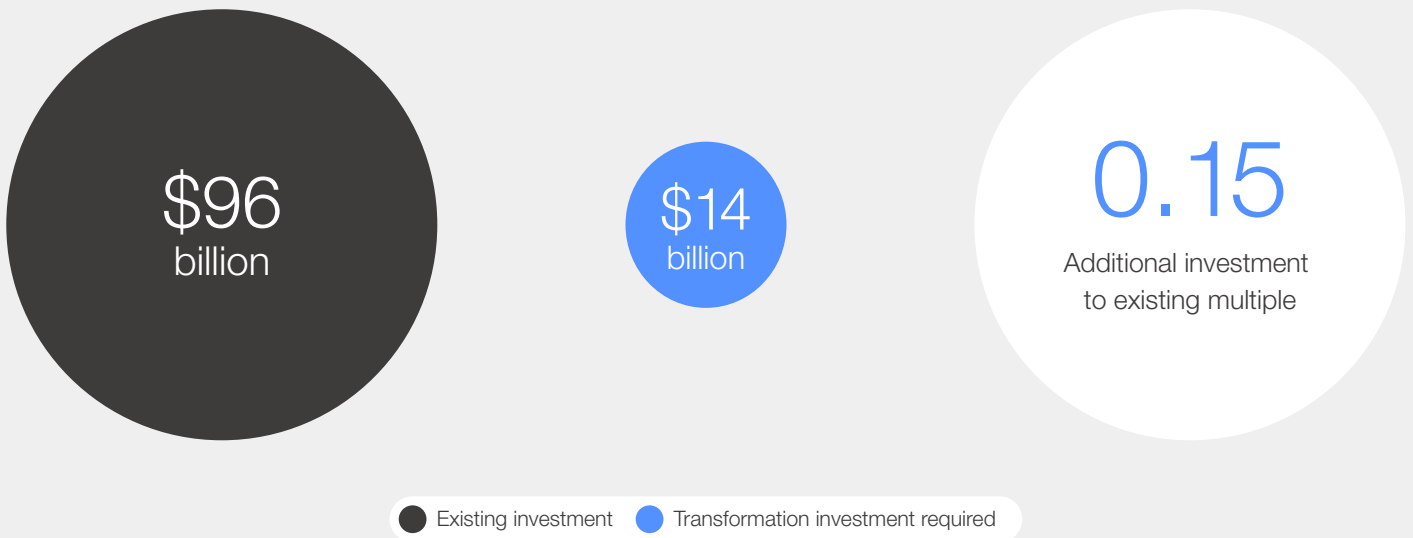 $96
billion
$14
billion
0.15
Additional investment
to existing multiple
Existing investment
Transformation investment required